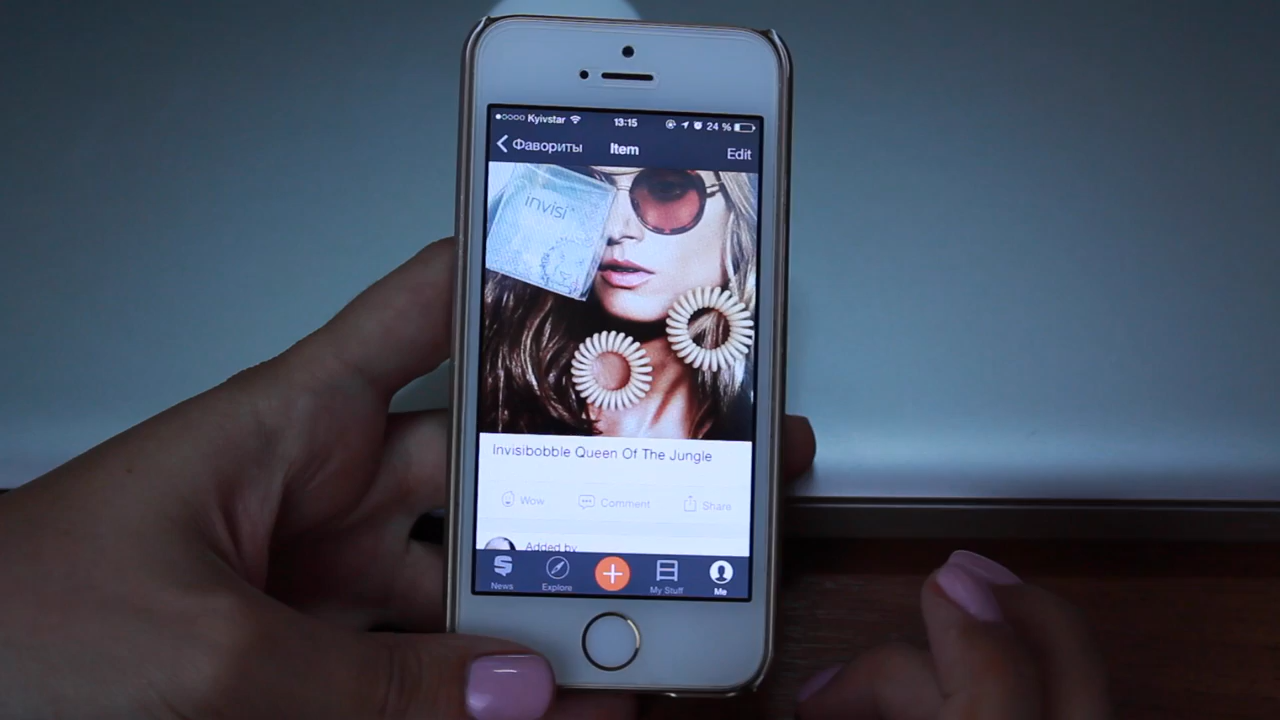 Kyivstar 13:15 24 %
Фавориты Item Edit
invisi
Invisibobble Queen Of The Jungle
Wow Comment Share
Added by
News Explore My Stuff Me